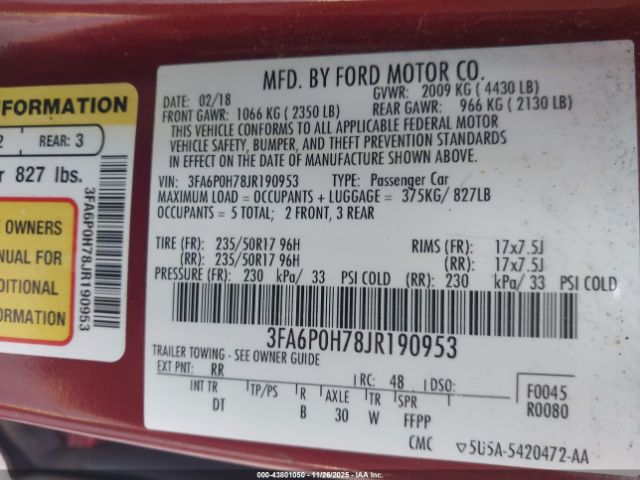 MFD. BY FORD MOTOR CO.
DATE: 02/18 GVWR: 2009 KG ( 4430 LB)
FRONT GAWR: 1066 KG ( 2350 LB) REAR GAWR: 966 KG ( 2130 LB)
THIS VEHICLE CONFORMS TO ALL APPLICABLE FEDERAL MOTOR
VEHICLE SAFETY, BUMPER, AND THEFT PREVENTION STANDARDS
IN EFFECT ON THE DATE OF MANUFACTURE SHOWN ABOVE.
VIN: 3FA6P0H78JR190953 TYPE: Passenger Car
MAXIMUM LOAD = OCCUPANTS + LUGGAGE = 375KG/ 827LB
OCCUPANTS = 5 TOTAL; 2 FRONT, 3 REAR
TIRE (FR): 235/50R17 96H RIMS (FR): 17x7.5J
(RR): 235/50R17 96H (RR): 17x7.5J
PRESSURE (FR): 230 kPa/ 33 PSI COLD (RR): 230 kPa/ 33 PSI COLD
3FA6P0H78JR190953
TRAILER TOWING - SEE OWNER GUIDE
EXT PNT: RR RC: 48 DSO: F0045
INT TR TP/PS R AXLE TR SPR R0080
DT B 30 W FFPP
CMC 5U5A-5420472-AA
NFORMATION
2 REAR: 3
r 827 lbs.
E OWNERS
ANUAL FOR
DITIONAL
ORMATION
3FA6P0H78JR190953
000-43801050 - 11/26/2025 - IAAI.COM